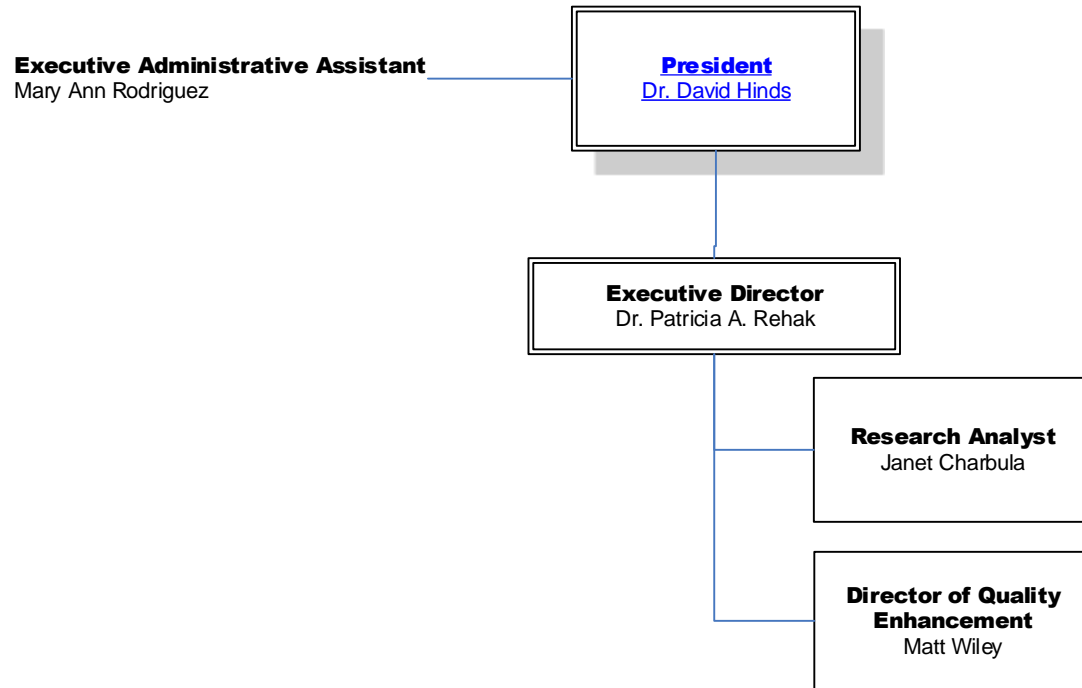 Executive Administrative Assistant
Mary Ann Rodriguez
President
Dr. David Hinds
Executive Director
Dr. Patricia A. Rehak
Research Analyst
Janet Charbula
Director of Quality
Enhancement
Matt Wiley